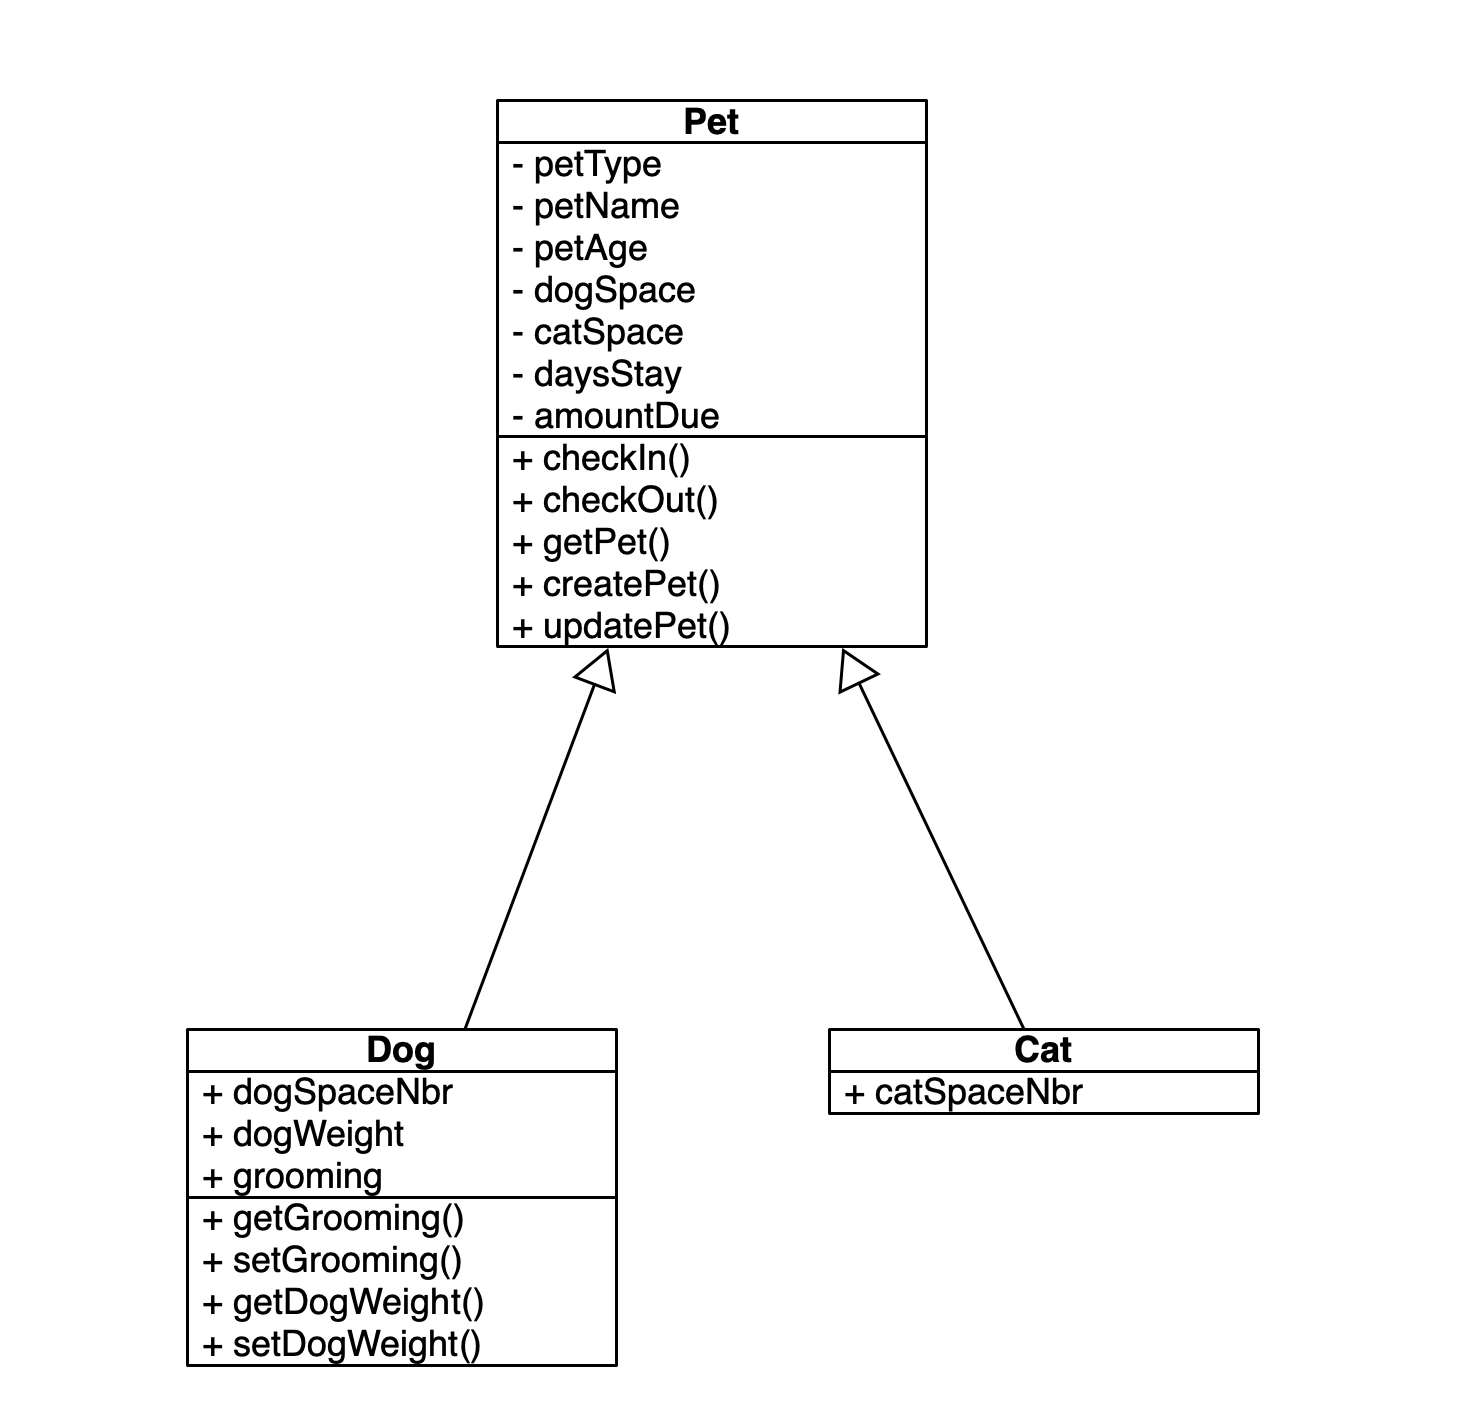 Pet
- petType
- petName
- petAge
- dogSpace
- catSpace
- daysStay
- amountDue
+ checkIn()
+ checkOut()
+ getPet()
+ createPet()
+ updatePet()
Dog
+ dogSpaceNbr
+ dogWeight
+ grooming
+ getGrooming()
+ setGrooming()
+ getDogWeight()
+ setDogWeight()
Cat
+ catSpaceNbr